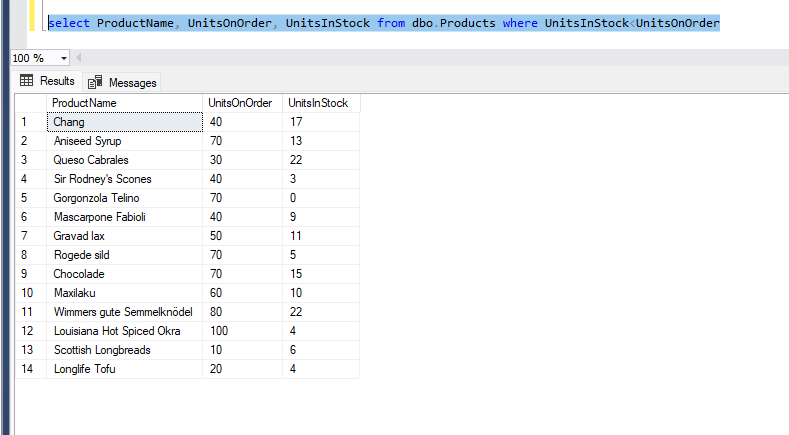 select ProductName, UnitsOnOrder, UnitsInStock from dbo.Products where UnitsInStock<UnitsOnOrder
100 %
Results Messages
ProductName UnitsOnOrder UnitsInStock
1 Chang 40 17
2 Aniseed Syrup 70 13
3 Queso Cabrales 30 22
4 Sir Rodney's Scones 40 3
5 Gorgonzola Telino 70 0
6 Mascarpone Fabioli 40 9
7 Gravad lax 50 11
8 Rogede sild 70 5
9 Chocolade 70 15
10 Maxilaku 60 10
11 Wimmers gute Semmelknödel 80 22
12 Louisiana Hot Spiced Okra 100 4
13 Scottish Longbreads 10 6
14 Longlife Tofu 20 4